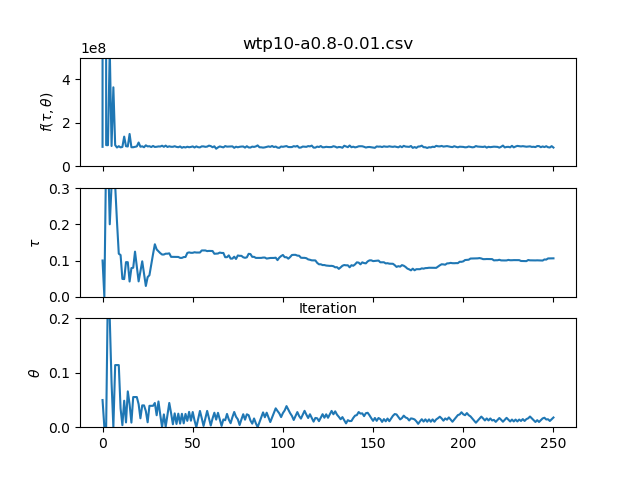 wtp10-a0.8-0.01.csv
1e8
4
2
0
f(τ, θ)
0.3
0.2
0.1
0.0
τ
Iteration
0.2
0.1
0.0
θ
0 50 100 150 200 250